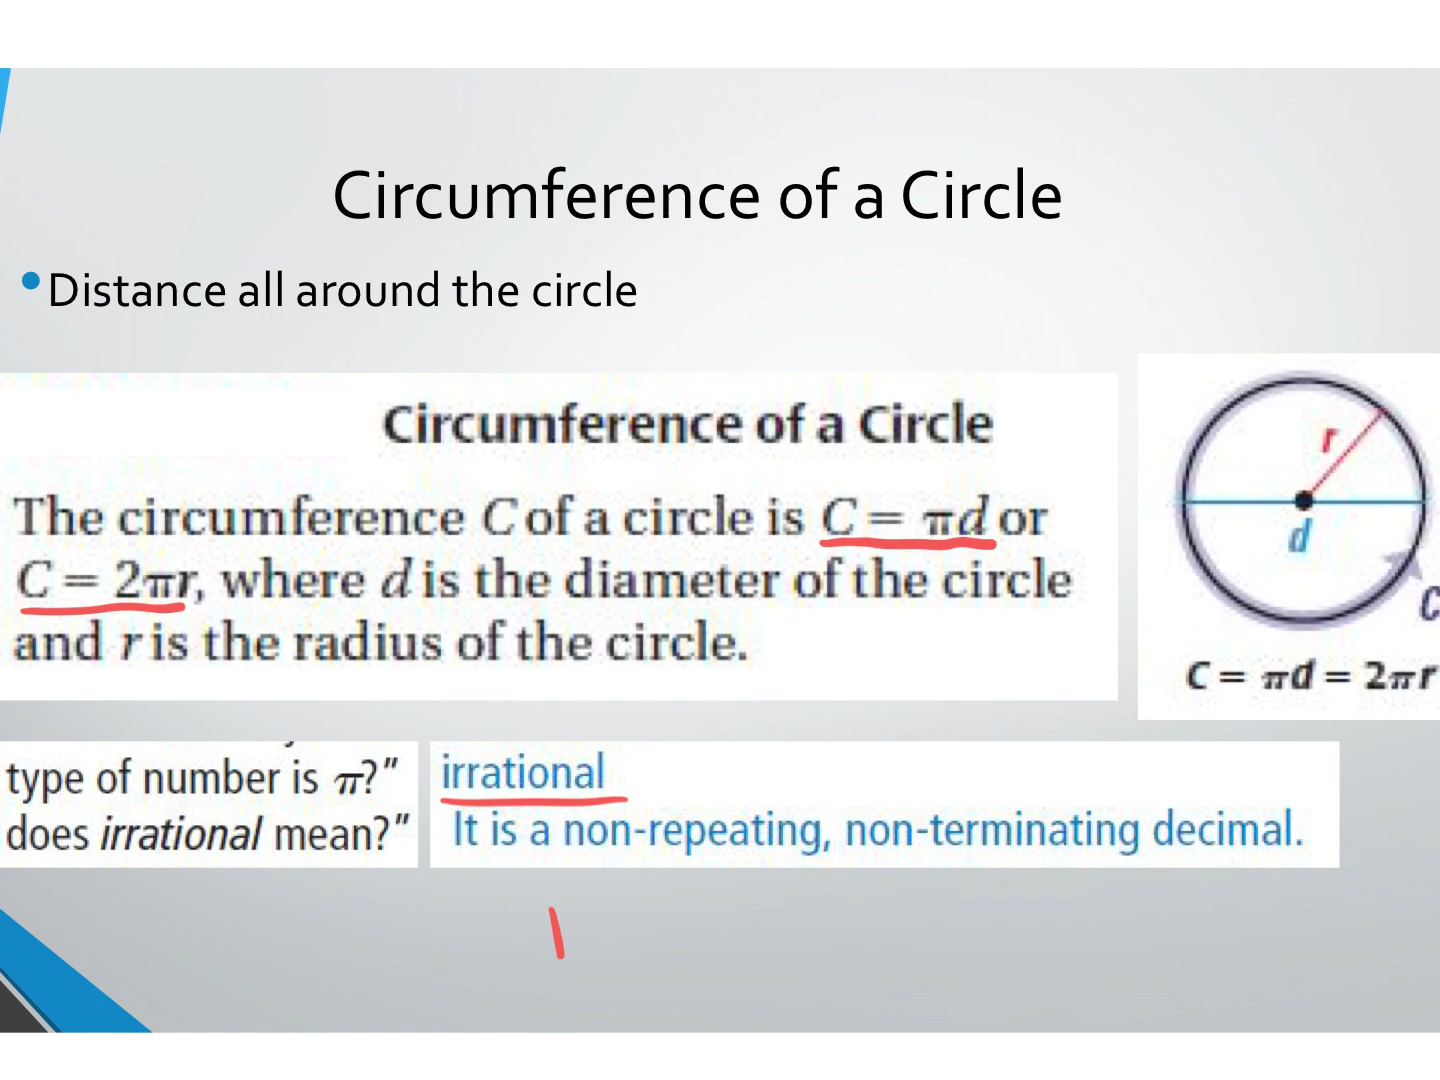 Circumference of a Circle
•Distance all around the circle
Circumference of a Circle
The circumference C of a circle is C = πd or
C = 2πr, where d is the diameter of the circle
and r is the radius of the circle.
r
d
C
C = πd = 2πr
type of number is π?”
does irrational mean?”
irrational
It is a non-repeating, non-terminating decimal.